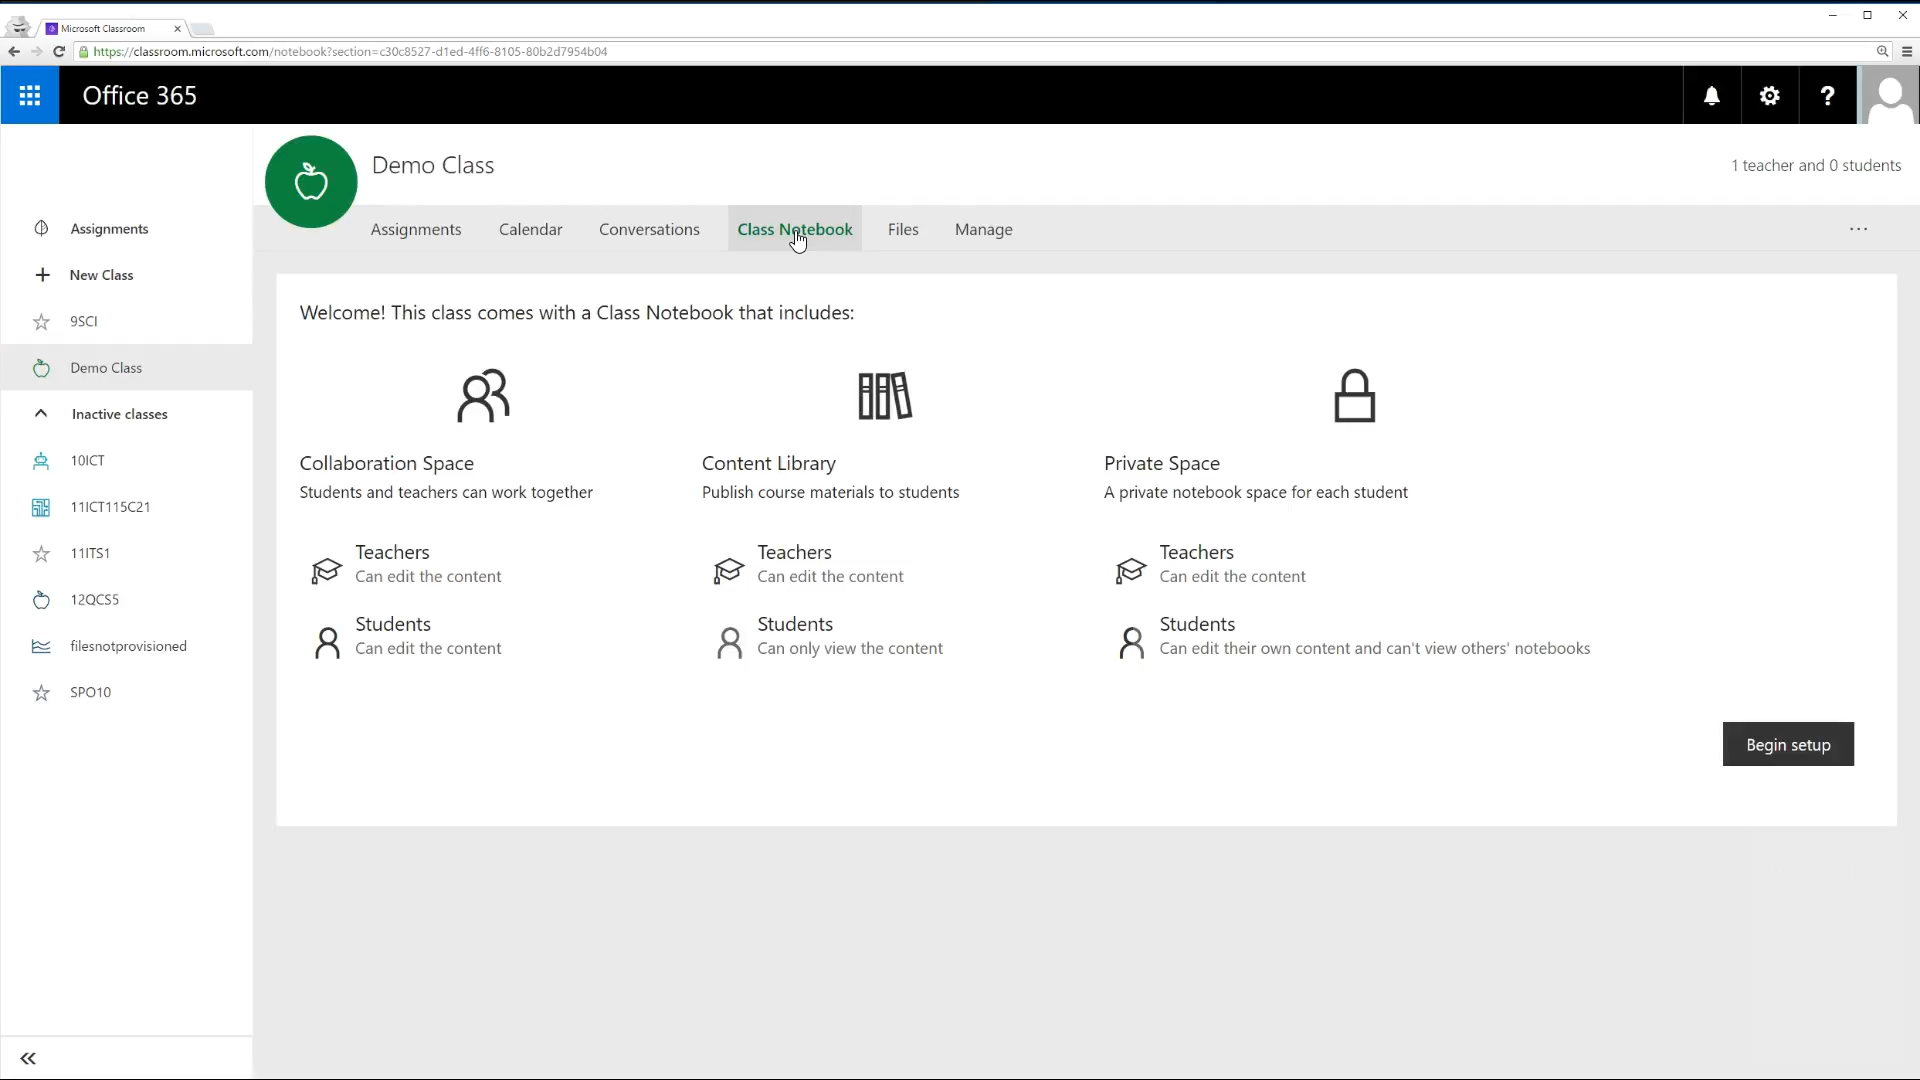 Microsoft Classroom
https://classroom.microsoft.com/notebook?section=c30c8527-d1ed-4ff6-8105-80b2d7954b04
Office 365
?
Demo Class
1 teacher and 0 students
Assignments
Calendar
Conversations
Class Notebook
Files
Manage
...
Assignments
New Class
9SCI
Demo Class
Inactive classes
10ICT
11ICT115C21
11ITS1
12QCS5
filesnotprovisioned
SPO10
Welcome! This class comes with a Class Notebook that includes:
Collaboration Space
Students and teachers can work together
Teachers
Can edit the content
Students
Can edit the content
Content Library
Publish course materials to students
Teachers
Can edit the content
Students
Can only view the content
Private Space
A private notebook space for each student
Teachers
Can edit the content
Students
Can edit their own content and can't view others' notebooks
Begin setup